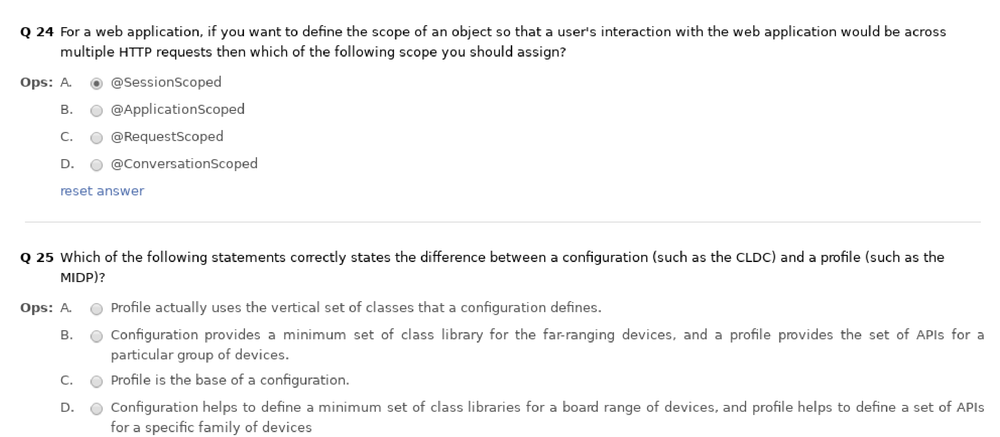 Q 24 For a web application, if you want to define the scope of an object so that a user's interaction with the web application would be across
multiple HTTP requests then which of the following scope you should assign?
Ops: A. @SessionScoped
B. @ApplicationScoped
C. @RequestScoped
D. @ConversationScoped
reset answer
Q 25 Which of the following statements correctly states the difference between a configuration (such as the CLDC) and a profile (such as the
MIDP)?
Ops: A. Profile actually uses the vertical set of classes that a configuration defines.
B. Configuration provides a minimum set of class library for the far-ranging devices, and a profile provides the set of APIs for a
particular group of devices.
C. Profile is the base of a configuration.
D. Configuration helps to define a minimum set of class libraries for a board range of devices, and profile helps to define a set of APIs
for a specific family of devices